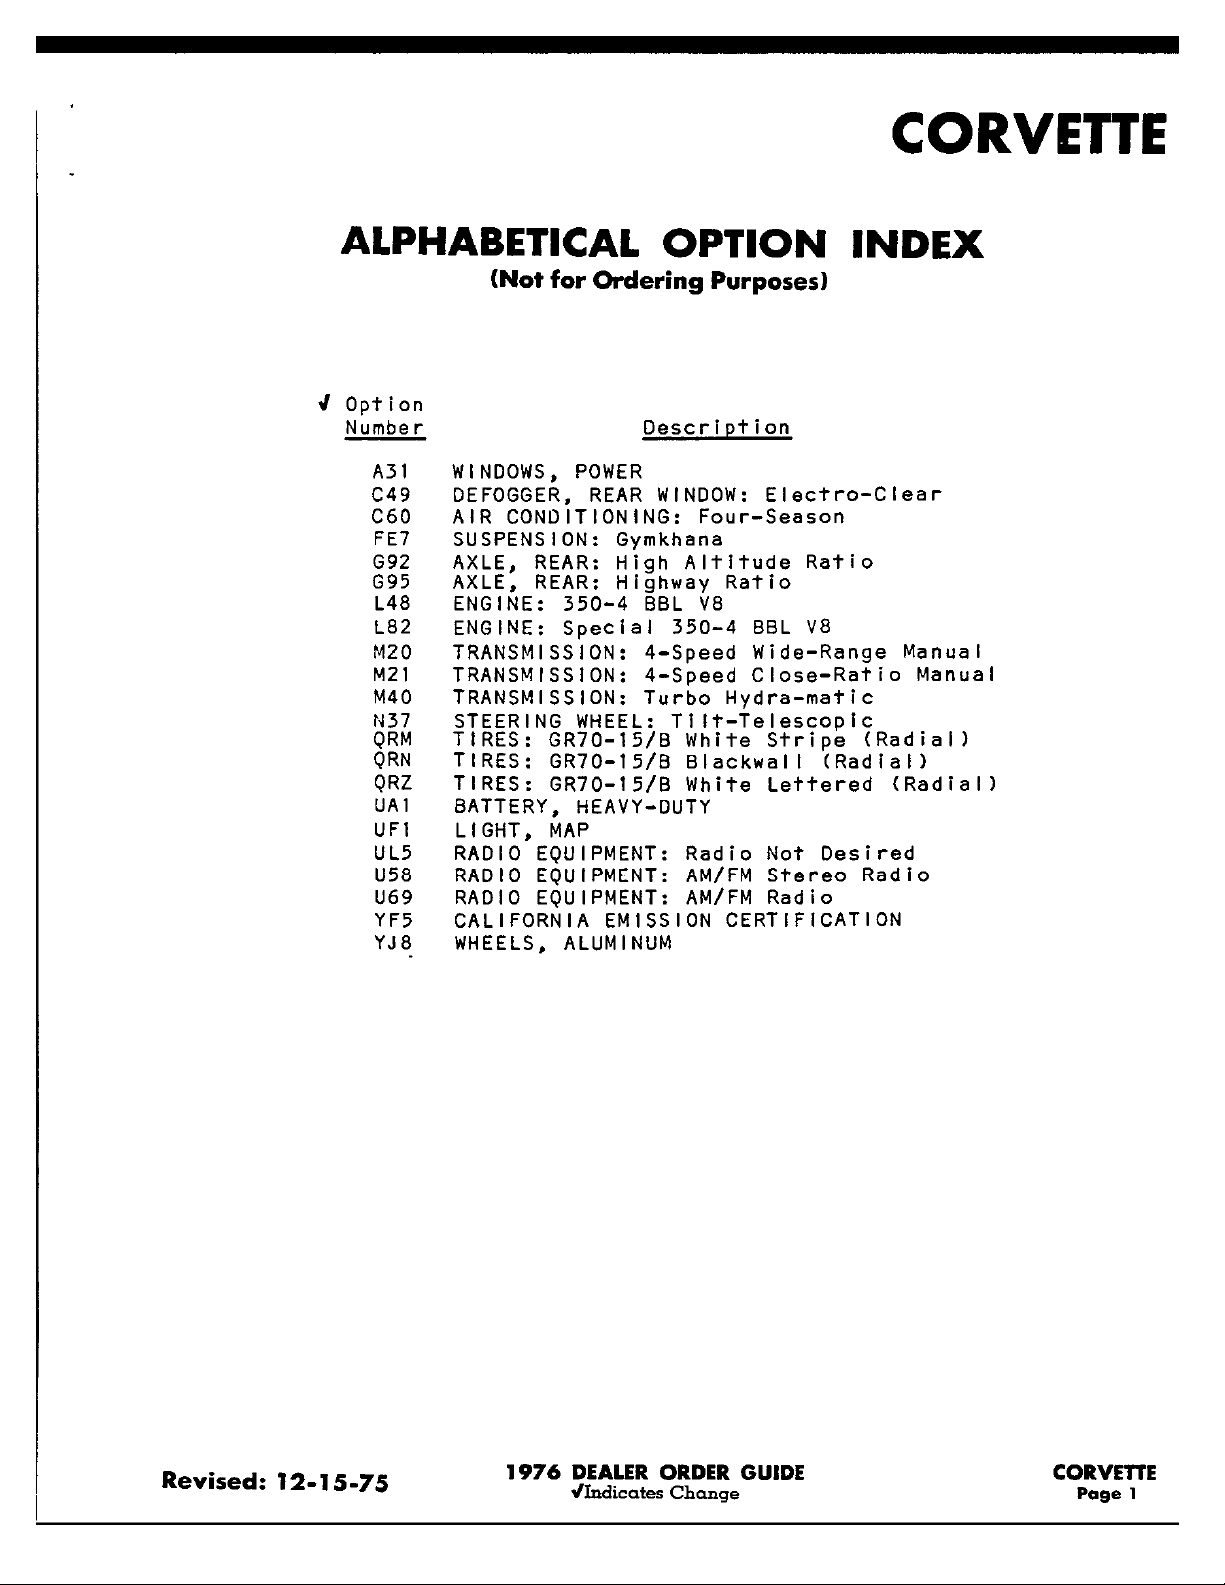 CORVETTE
ALPHABETICAL OPTION INDEX
(Not for Ordering Purposes)
√ Option
Number Description
A31 WINDOWS, POWER
C49 DEFOGGER, REAR WINDOW: Electro-Clear
C60 AIR CONDITIONING: Four-Season
FE7 SUSPENSION: Gymkhana
G92 AXLE, REAR: High Altitude Ratio
G95 AXLE, REAR: Highway Ratio
L48 ENGINE: 350-4 BBL V8
L82 ENGINE: Special 350-4 BBL V8
M20 TRANSMISSION: 4-Speed Wide-Range Manual
M21 TRANSMISSION: 4-Speed Close-Ratio Manual
M40 TRANSMISSION: Turbo Hydra-matic
N37 STEERING WHEEL: Tilt-Telescopic
QRM TIRES: GR70-15/B White Stripe (Radial)
QRN TIRES: GR70-15/B Blackwall (Radial)
QRZ TIRES: GR70-15/B White Lettered (Radial)
UA1 BATTERY, HEAVY-DUTY
UF1 LIGHT, MAP
UL5 RADIO EQUIPMENT: Radio Not Desired
U58 RADIO EQUIPMENT: AM/FM Stereo Radio
U69 RADIO EQUIPMENT: AM/FM Radio
YF5 CALIFORNIA EMISSION CERTIFICATION
YJ8 WHEELS, ALUMINUM
Revised: 12-15-75
1976 DEALER ORDER GUIDE
√Indicates Change
CORVETTE
Page 1